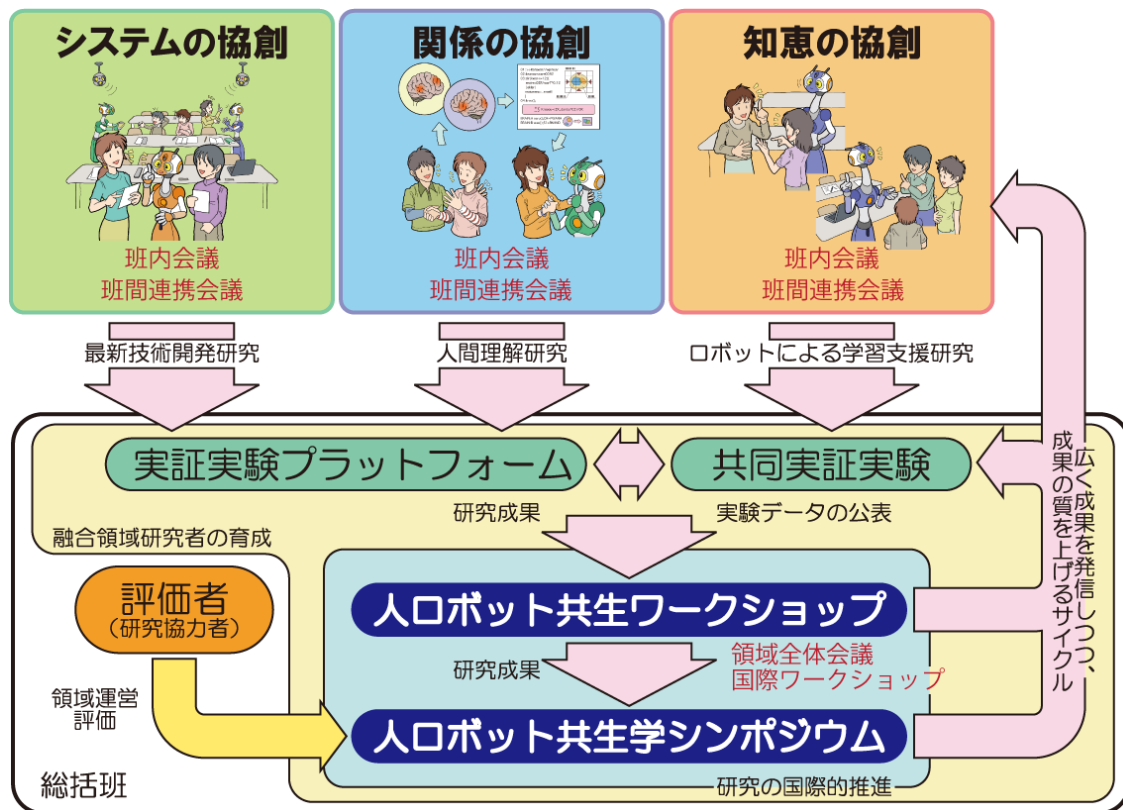 システムの協創
班内会議
班間連携会議
関係の協創
班内会議
班間連携会議
知恵の協創
班内会議
班間連携会議
最新技術開発研究
人間理解研究
ロボットによる学習支援研究
実証実験プラットフォーム
共同実証実験
研究成果
実験データの公表
融合領域研究者の育成
評価者
(研究協力者)
人ロボット共生ワークショップ
研究成果
領域全体会議
国際ワークショップ
領域運営
評価
人ロボット共生学シンポジウム
研究の国際的推進
総括班
広く成果を発信しつつ、
成果の質を上げるサイクル